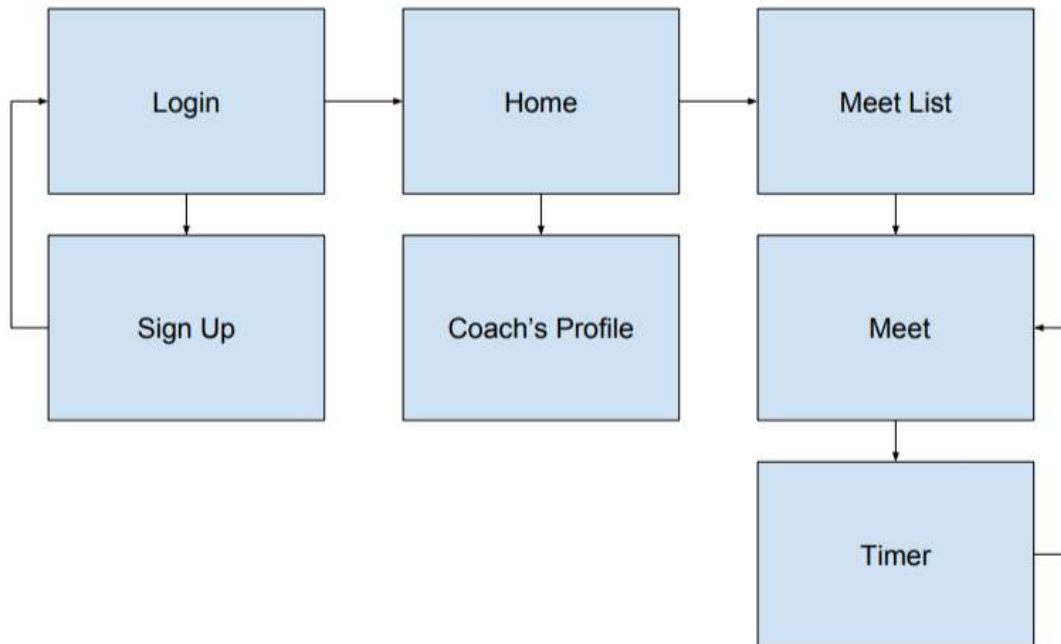 Login
Home
Meet List
Sign Up
Coach’s Profile
Meet
Timer